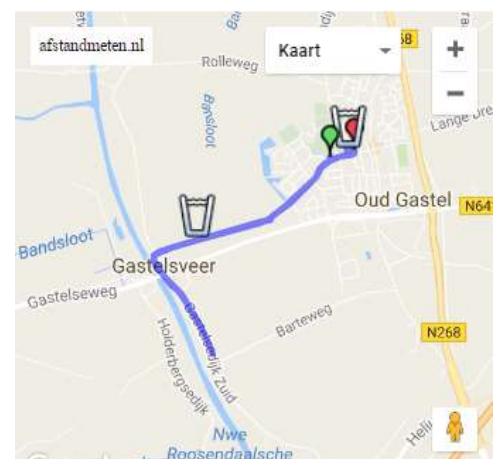 afstandmeten.nl
Kaart
Rolleweg
Bansloot
Lange Dre
Oud Gastel
N64
Bandsloot
Gastelsveer
Gastelseweg
Gastelsedijk Zuid
Holderbergsedijk
Barteweg
N268
Nwe
Roosendaalsche